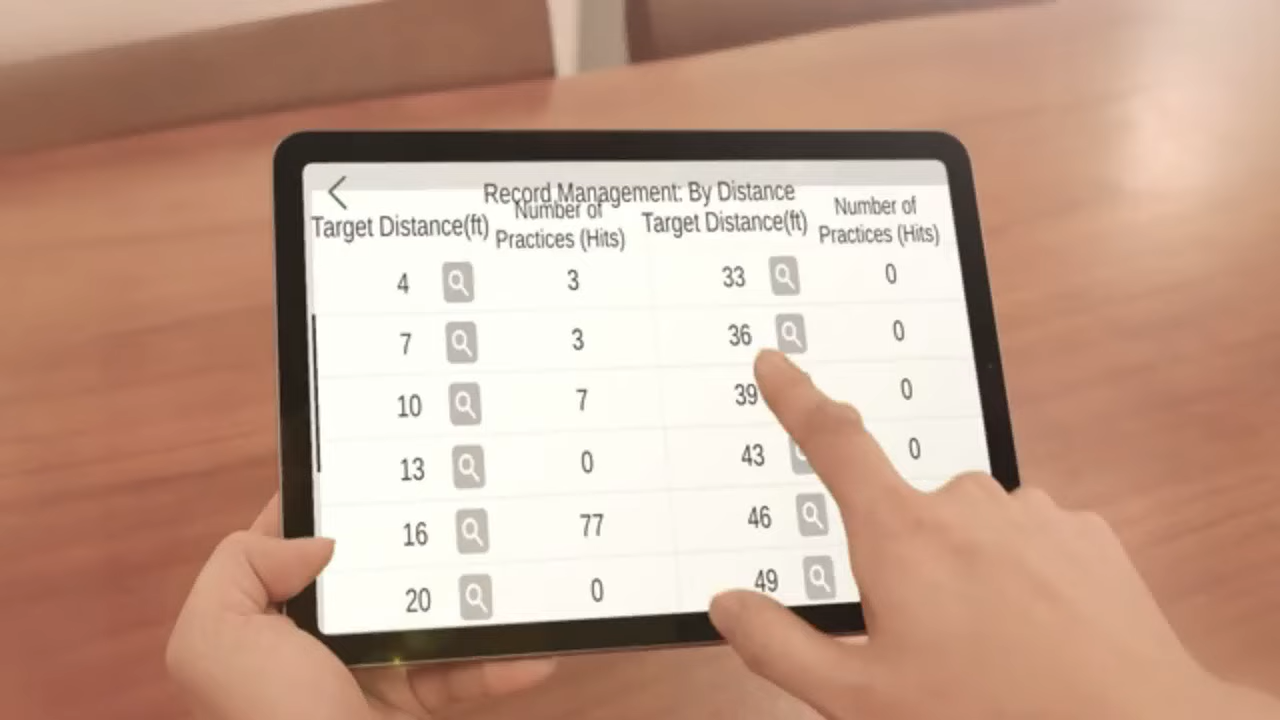 Record Management: By Distance
Target Distance(ft) Number of Practices (Hits) Target Distance(ft) Number of Practices (Hits)
4 3 33 0
7 3 36 0
10 7 39 0
13 0 43 0
16 77 46
20 0 49